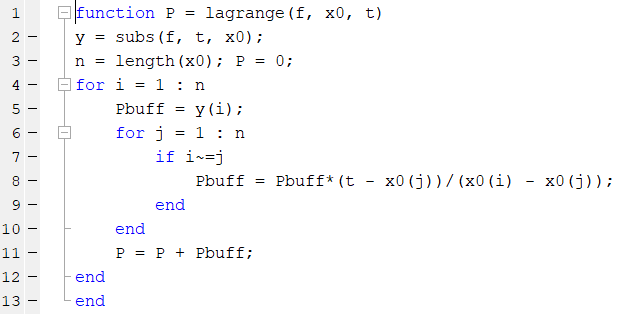 1 function P = lagrange(f, x0, t)
2 - y = subs(f, t, x0);
3 - n = length(x0); P = 0;
4 - for i = 1 : n
5 - Pbuff = y(i);
6 - for j = 1 : n
7 - if i~=j
8 - Pbuff = Pbuff*(t - x0(j))/(x0(i) - x0(j));
9 - end
10 - end
11 - P = P + Pbuff;
12 - end
13 - end